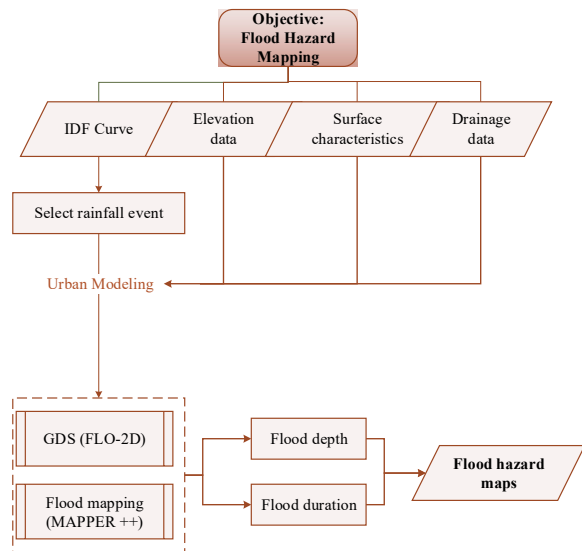 Objective:
Flood Hazard
Mapping
IDF Curve
Elevation
data
Surface
characteristics
Drainage
data
Select rainfall event
Urban Modeling
GDS (FLO-2D)
Flood mapping
(MAPPER ++)
Flood depth
Flood duration
Flood hazard
maps